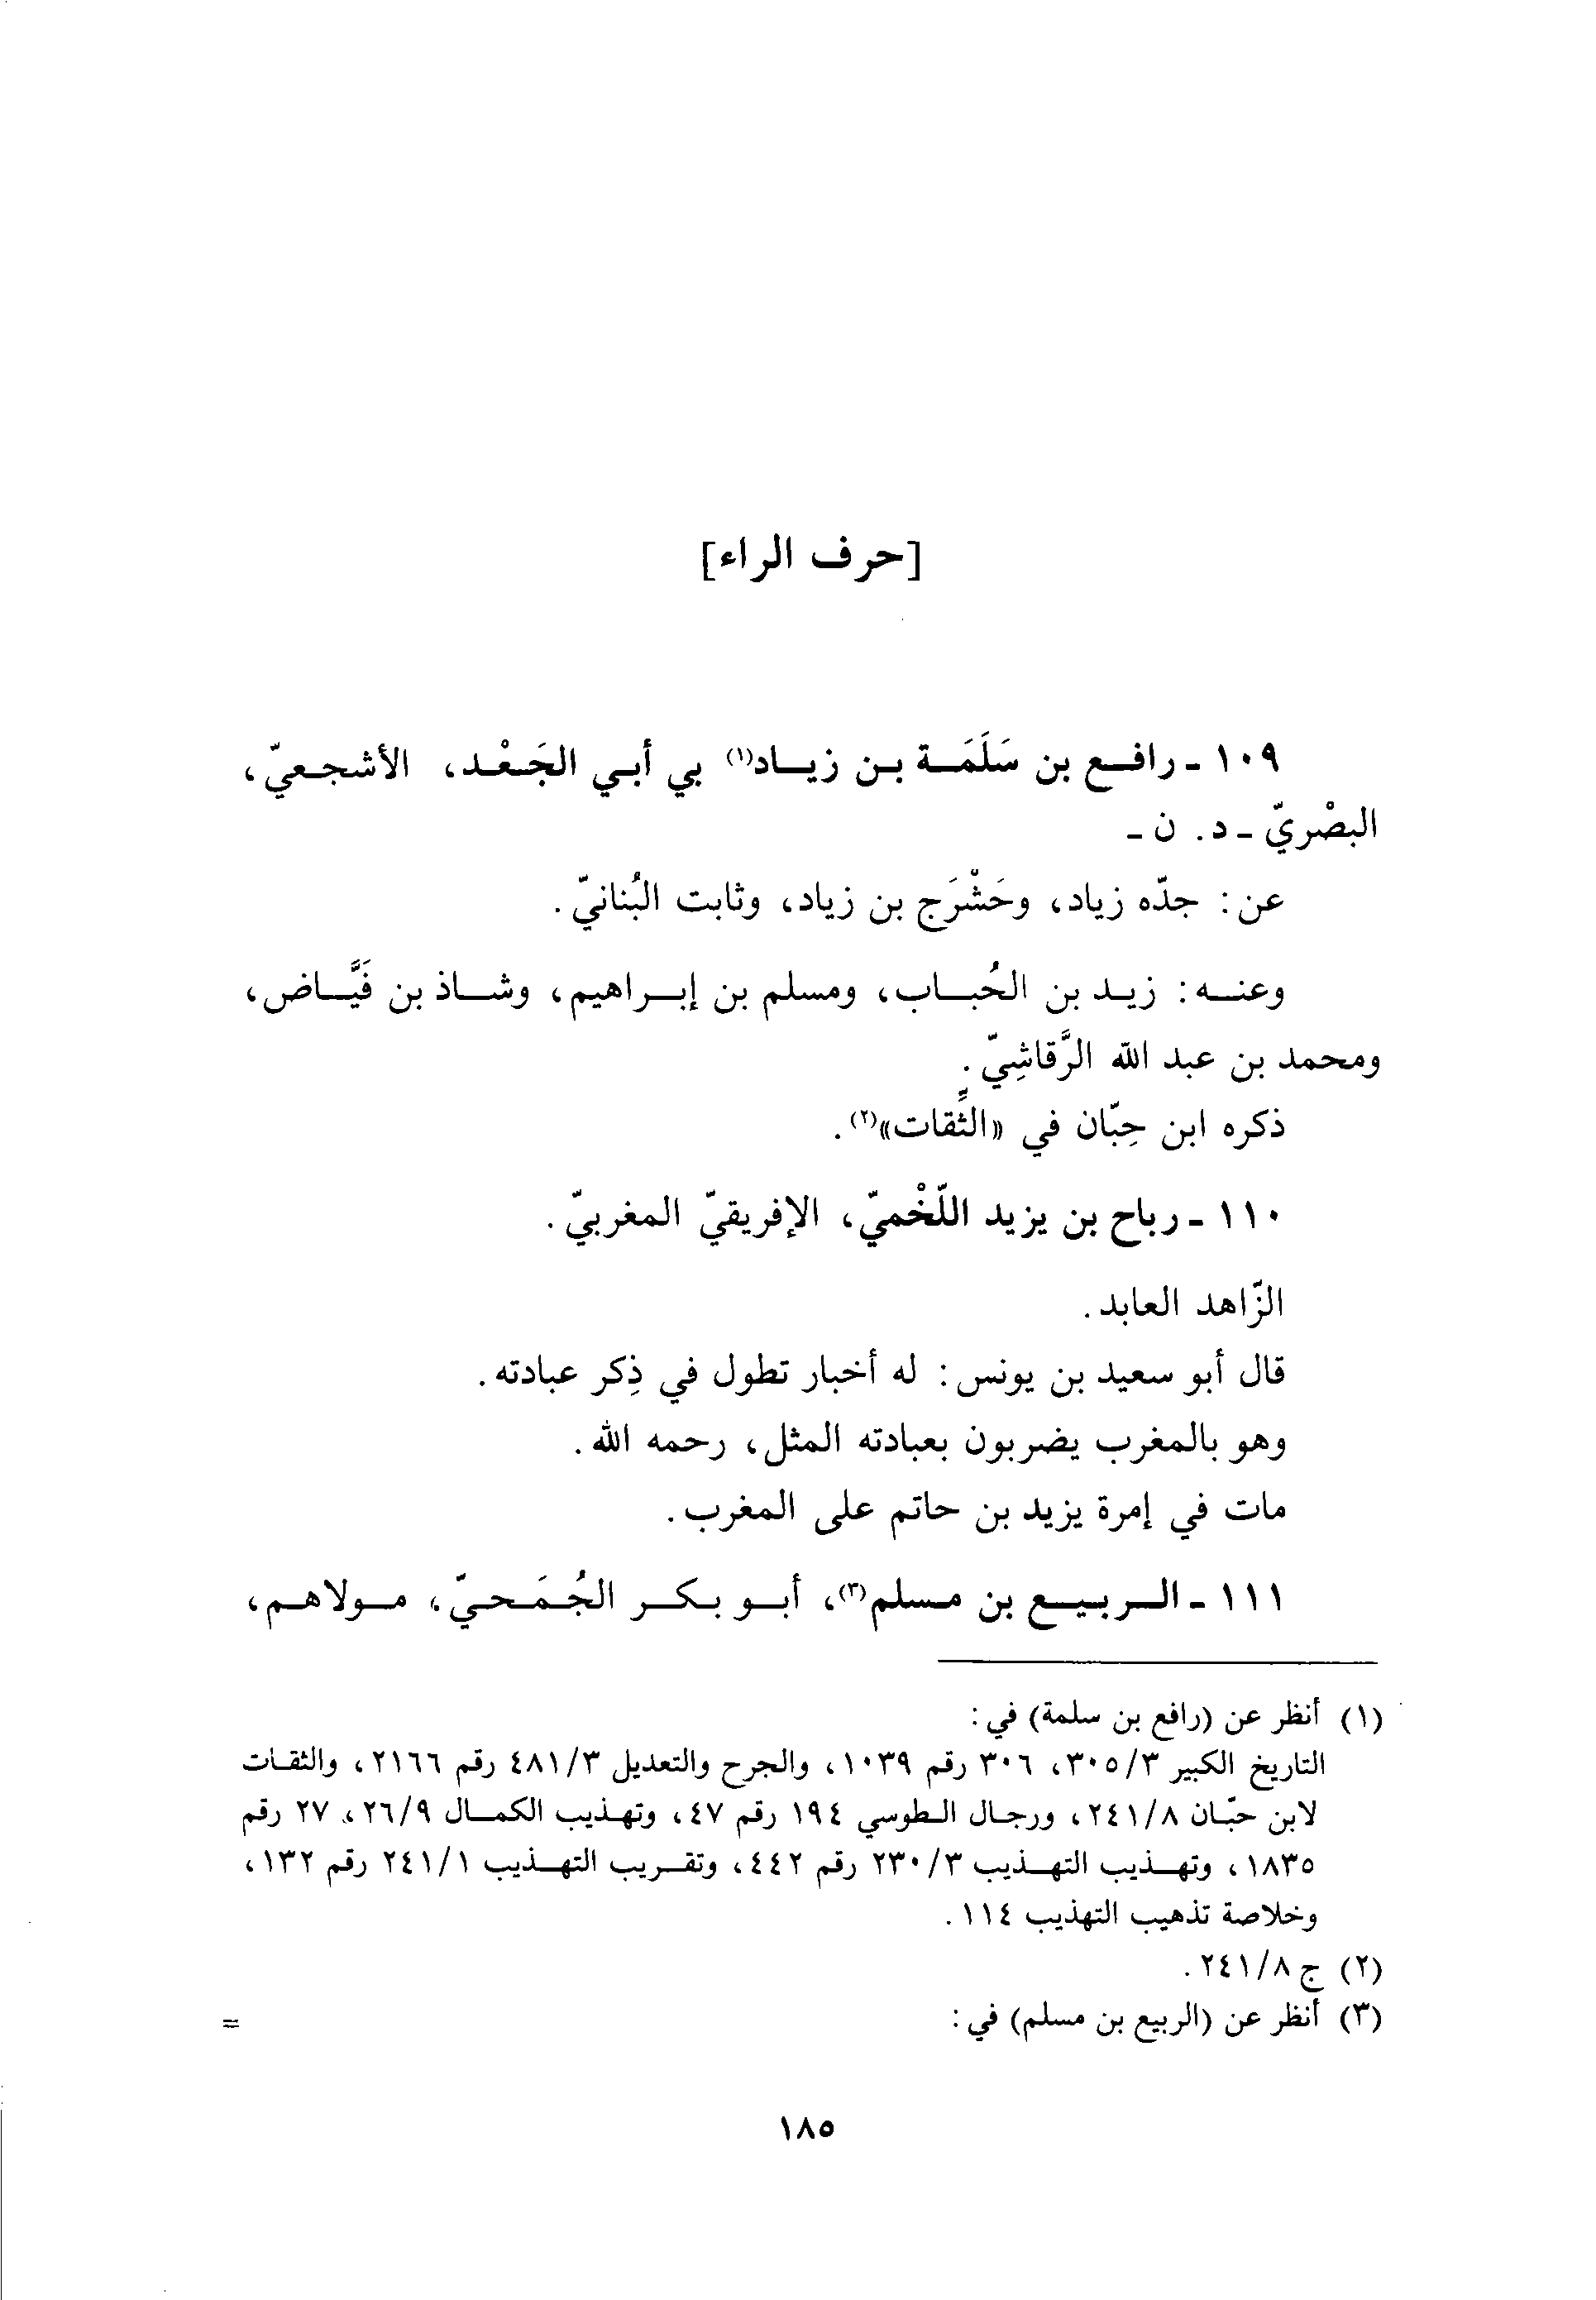 [حرف الراء]
١٠٩ - رافع بن سَلَمَة بن زياد(١) بي أبي الجَعْد، الأشجعيّ،
البصْريّ - د. ن -
عن: جدّه زياد، وحَشْرَج بن زياد، وثابت البُنانيّ.
وعنه: زيد بن الحُباب، ومسلم بن إبراهيم، وشاذ بن فَيَّاض،
ومحمد بن عبد الله الرَّقاشِيّ.
ذكره ابن حِبّان في «الثِّقات»(٢).
١١٠ - رباح بن يزيد اللّخْميّ، الإفريقيّ المغربيّ.
الزّاهد العابد.
قال أبو سعيد بن يونس: له أخبار تطول في ذِكر عبادته.
وهو بالمغرب يضربون بعبادته المثل، رحمه الله.
مات في إمرة يزيد بن حاتم على المغرب.
١١١ - الربيع بن مسلم(٣)، أبو بكر الجُمَحيّ، مولاهم،
(١) أنظر عن (رافع بن سلمة) في:
التاريخ الكبير ٣٠٥/٣، ٣٠٦ رقم ١٠٣٩، والجرح والتعديل ٤٨١/٣ رقم ٢١٦٦، والثقات
لابن حبّان ٢٤١/٨، ورجال الطوسي ١٩٤ رقم ٤٧، وتهذيب الكمال ٢٦/٩، ٢٧ رقم
١٨٣٥، وتهذيب التهذيب ٢٣٠/٣ رقم ٤٤٢، وتقريب التهذيب ٢٤١/١ رقم ١٣٢،
وخلاصة تذهيب التهذيب ١١٤.
(٢) ج ٢٤١/٨.
(٣) أنظر عن (الربيع بن مسلم) في: =
١٨٥